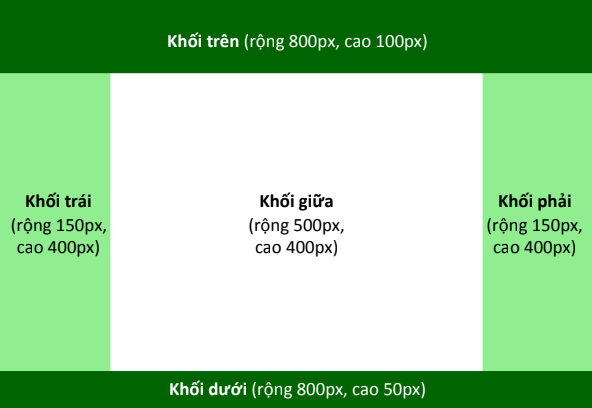 Khối trên (rộng 800px, cao 100px)
Khối trái
(rộng 150px,
cao 400px)
Khối giữa
(rộng 500px,
cao 400px)
Khối phải
(rộng 150px,
cao 400px)
Khối dưới (rộng 800px, cao 50px)